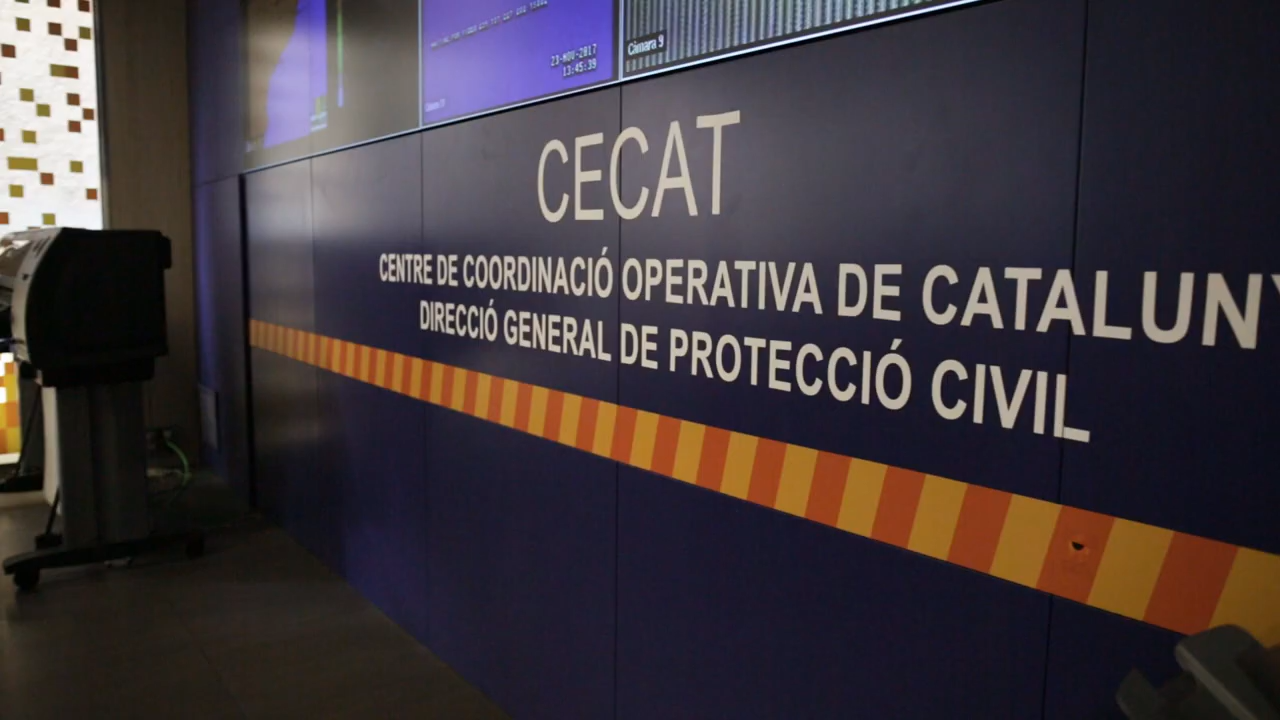 23-NOV-2017
13:45:39
Càmara 9
CECAT
CENTRE DE COORDINACIÓ OPERATIVA DE CATALUNY
DIRECCIÓ GENERAL DE PROTECCIÓ CIVIL